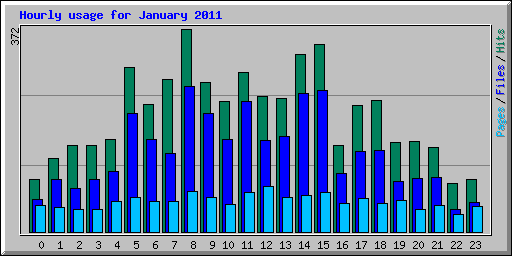 Hourly usage for January 2011
372
Pages / Files / Hits
0 1 2 3 4 5 6 7 8 9 10 11 12 13 14 15 16 17 18 19 20 21 22 23